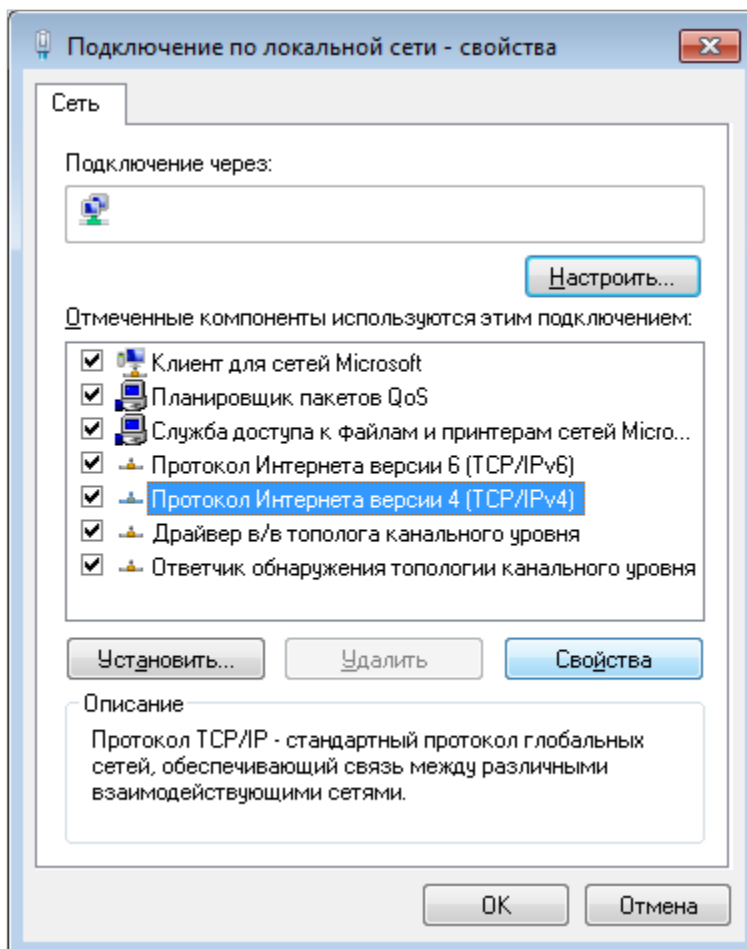 Подключение по локальной сети - свойства
Сеть
Подключение через:
Настроить...
Отмеченные компоненты используются этим подключением:
Клиент для сетей Microsoft
Планировщик пакетов QoS
Служба доступа к файлам и принтерам сетей Micro...
Протокол Интернета версии 6 (TCP/IPv6)
Протокол Интернета версии 4 (TCP/IPv4)
Драйвер в/в тополога канального уровня
Ответчик обнаружения топологии канального уровня
Установить...
Удалить
Свойства
Описание
Протокол TCP/IP - стандартный протокол глобальных
сетей, обеспечивающий связь между различными
взаимодействующими сетями.
OK
Отмена